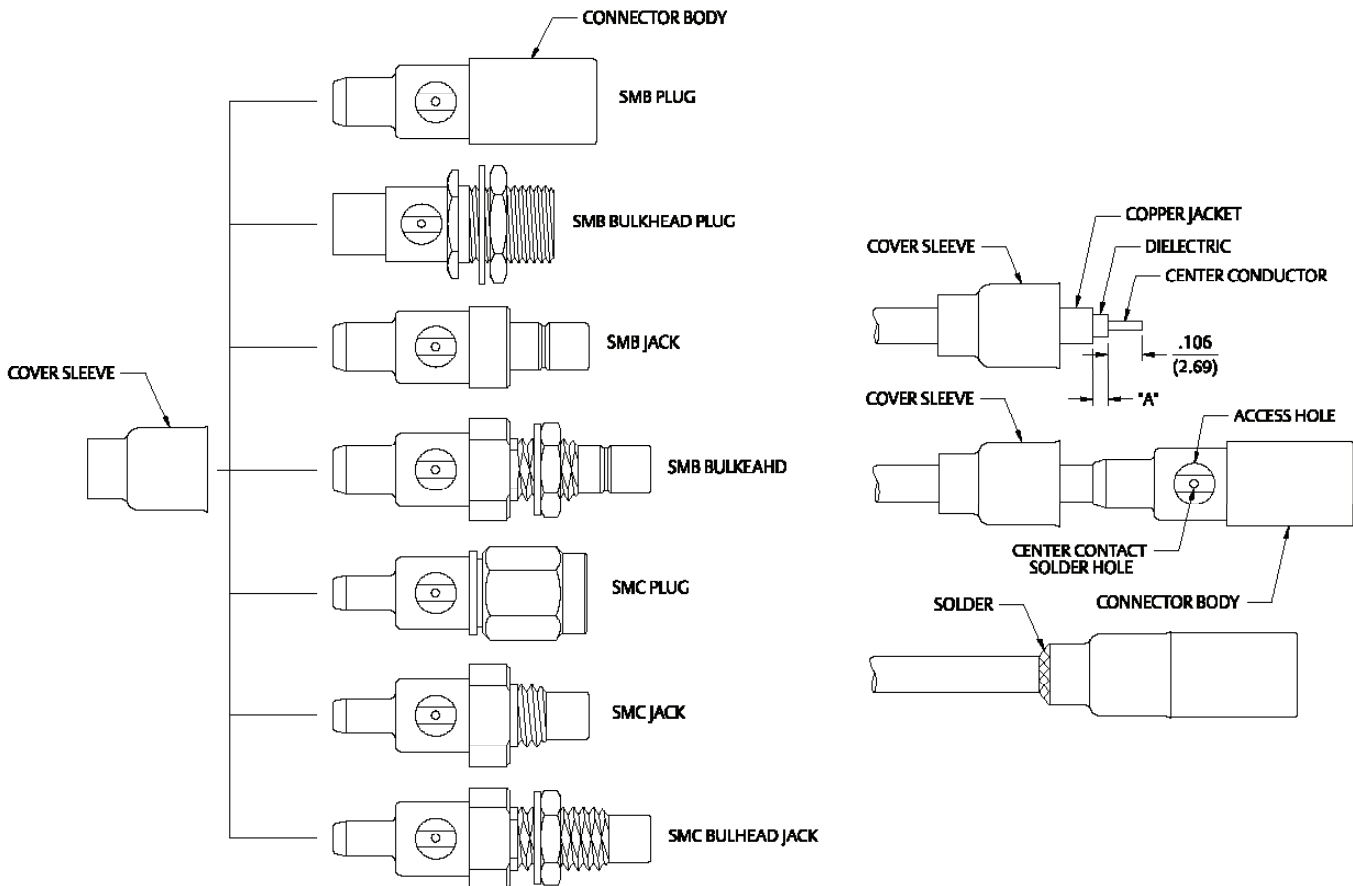 CONNECTOR BODY
SMB PLUG
SMB BULKHEAD PLUG
SMB JACK
COVER SLEEVE
SMB BULKEAHD
SMC PLUG
SMC JACK
SMC BULHEAD JACK
COPPER JACKET
COVER SLEEVE
DIELECTRIC
CENTER CONDUCTOR
.106
(2.69)
"A"
COVER SLEEVE
ACCESS HOLE
CENTER CONTACT
SOLDER HOLE
CONNECTOR BODY
SOLDER